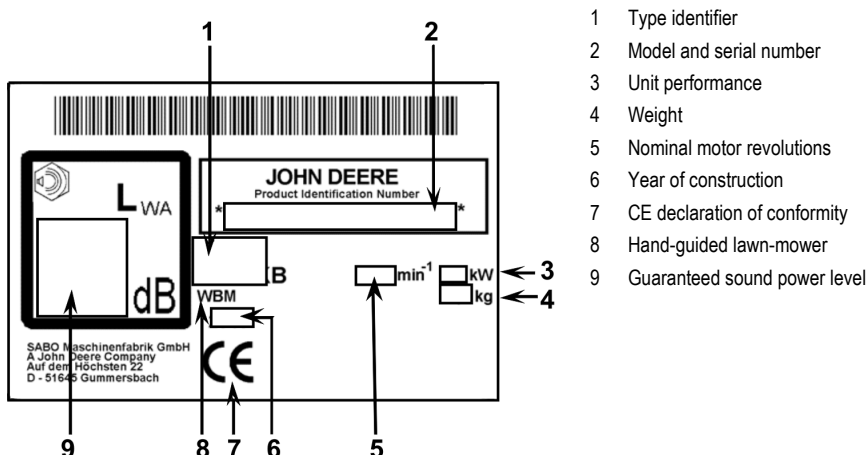 1 2
1 Type identifier
2 Model and serial number
3 Unit performance
4 Weight
5 Nominal motor revolutions
6 Year of construction
7 CE declaration of conformity
8 Hand-guided lawn-mower
9 Guaranteed sound power level
JOHN DEERE
Product Identification Number
* *
L WA
dB
B
WBM
min-1
kW 3
kg 4
SABO Maschinenfabrik GmbH
A John Deere Company
Auf dem Höchsten 22
D - 51645 Gummersbach
CE
9 8 7 6 5